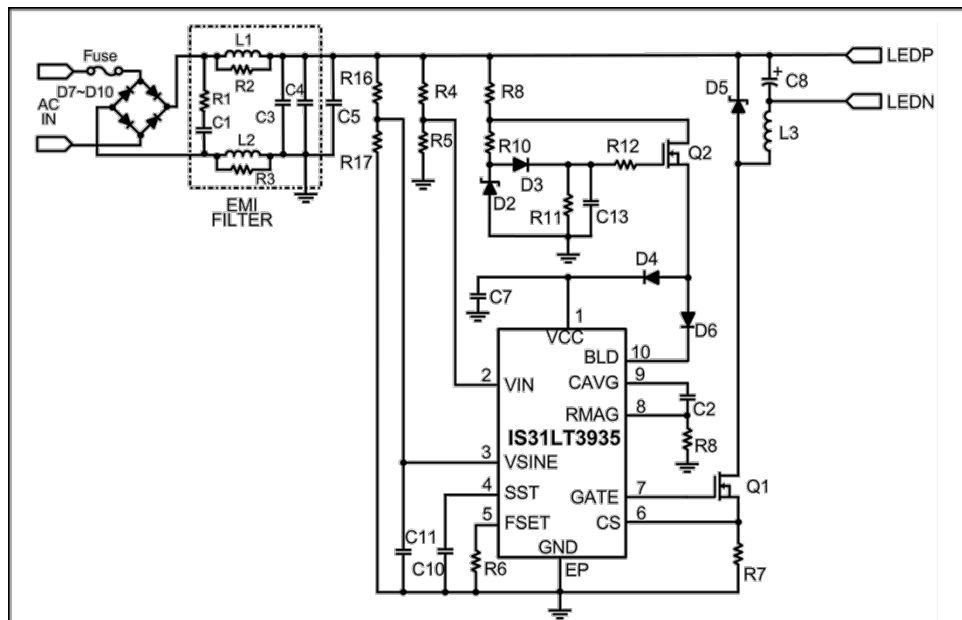 Fuse
L1
LEDP
D7~D10
R2
R16
R4
R8
D5
C8
AC
IN
R1
C4
C3
C5
LEDN
C1
L2
R5
R10
R12
Q2
L3
R3
R17
D3
D2
R11
C13
EMI
FILTER
D4
C7
1
VCC
D6
BLD
10
2
VIN
CAVG
9
C2
RMAG
8
IS31LT3935
R8
3
VSINE
4
SST
GATE
7
Q1
5
FSET
CS
6
C11
C10
R6
GND
EP
R7